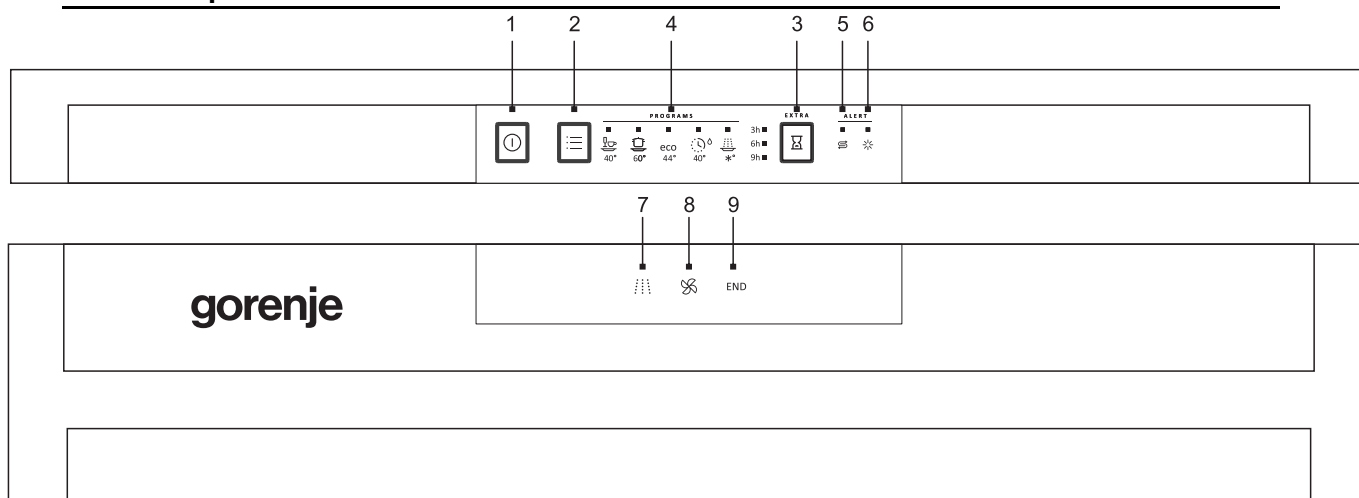 1 2 4 3 5 6
PROGRAMS EXTRA ALERT
3h
6h
9h
eco
40° 60° 44° 40° *°
7 8 9
END
gorenje